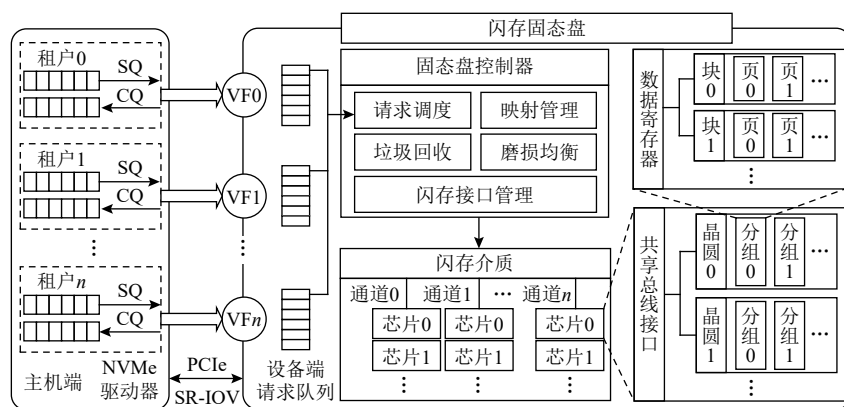 闪存固态盘
租户0
SQ
CQ
VF0
租户1
SQ
CQ
VF1
⋮
⋮
租户n
SQ
CQ
VFn
主机端
NVMe
驱动器
PCIe
SR-IOV
设备端
请求队列
固态盘控制器
请求调度
映射管理
垃圾回收
磨损均衡
闪存接口管理
闪存介质
通道0
通道1
…
通道n
芯片0
芯片0
芯片0
芯片1
芯片1
芯片1
⋮
⋮
⋮
数据寄存器
块0
页0
页1
…
块1
页0
页1
…
⋮
共享总线接口
晶圆0
分组0
分组1
…
晶圆1
分组0
分组1
…
⋮